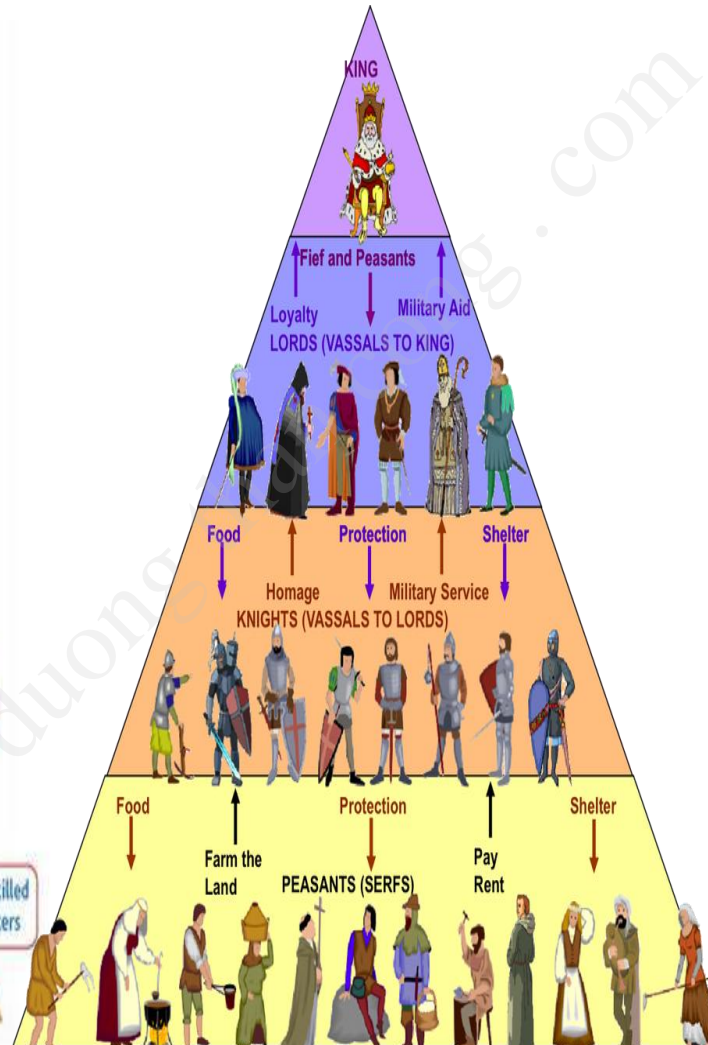 KING
Fief and Peasants
Loyalty
Military Aid
LORDS (VASSALS TO KING)
Food
Protection
Shelter
Homage
Military Service
KNIGHTS (VASSALS TO LORDS)
Food
Protection
Shelter
Farm the
Land
PEASANTS (SERFS)
Pay
Rent